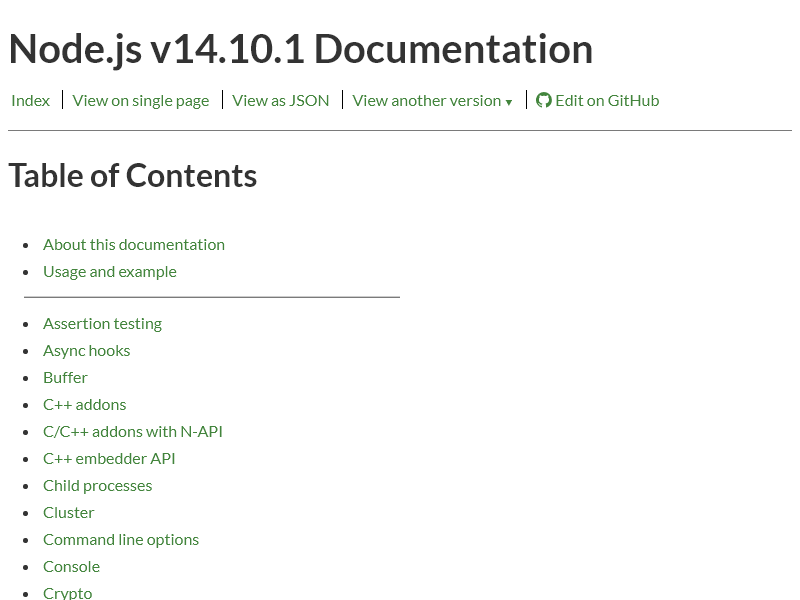 Node.js v14.10.1 Documentation
Index View on single page View as JSON View another version ▼ Edit on GitHub
Table of Contents
About this documentation
Usage and example
Assertion testing
Async hooks
Buffer
C++ addons
C/C++ addons with N-API
C++ embedder API
Child processes
Cluster
Command line options
Console
Crypto